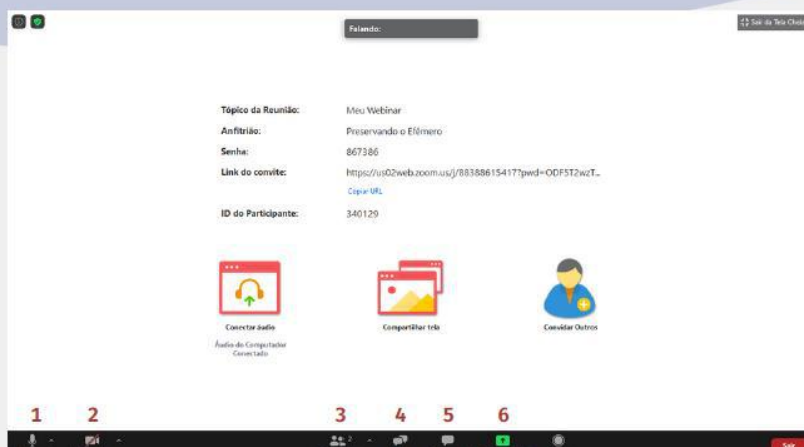 Falando:
Sair da Tela Cheia
Tópico da Reunião: Meu Webinar
Anfitrião: Preservando o Efêmero
Senha: 867386
Link do convite: https://us02web.zoom.us/j/88388615417?pwd=ODF5T2wzT...
Copiar URL
ID do Participante: 340129
Conectar áudio
Compartilhar tela
Convidar Outros
Áudio do Computador
Conectado
1 2 3 4 5 6
2
Sair